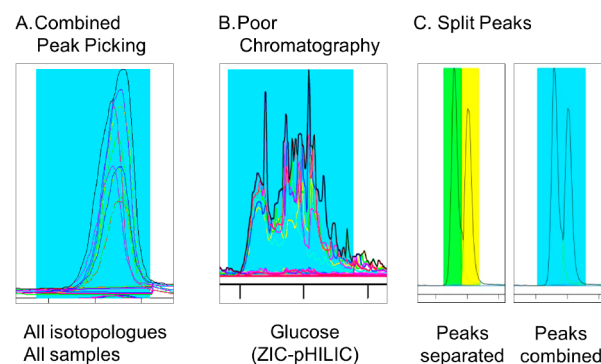 A. Combined
Peak Picking
B. Poor
Chromatography
C. Split Peaks
All isotopologues
All samples
Glucose
(ZIC-pHILIC)
Peaks
separated
Peaks
combined